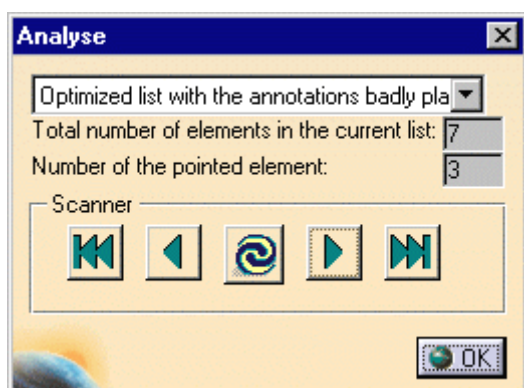 Analyse
Optimized list with the annotations badly pla
Total number of elements in the current list: 7
Number of the pointed element: 3
Scanner
OK